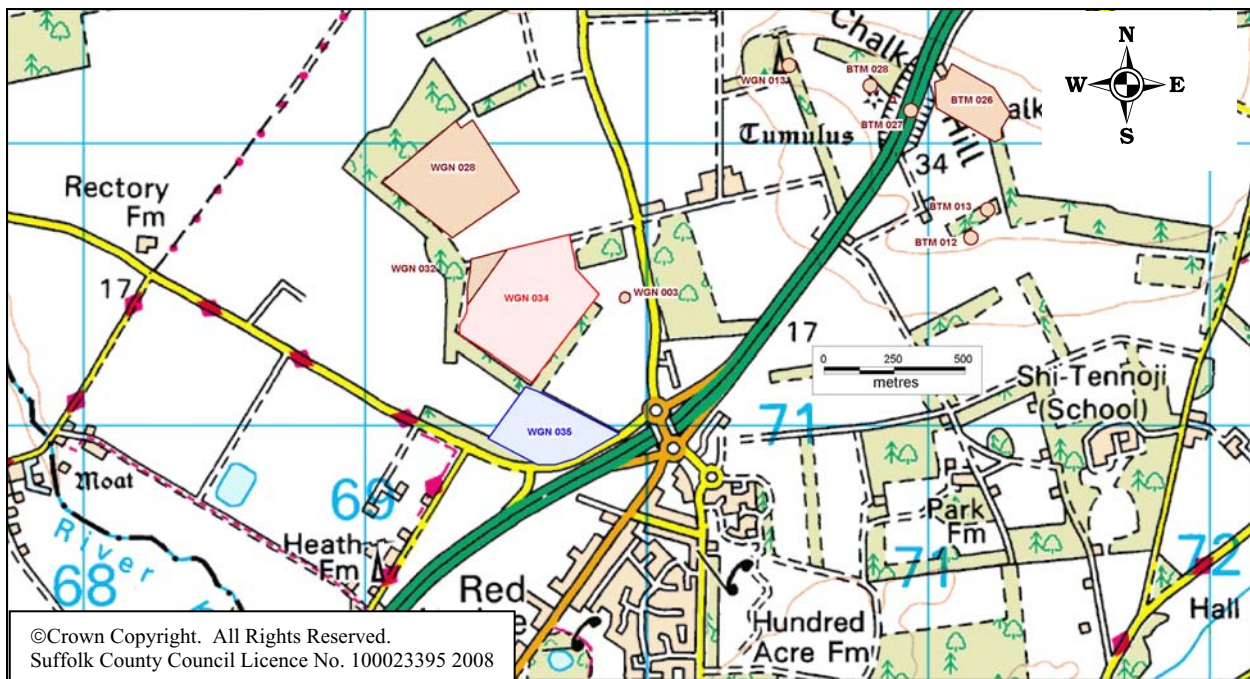 Chalk
Hill
N
W
E
S
WGN 013
BTM 028
BTM 026
BTM 027
alk
Tumulus
34
WGN 028
Rectory
Fm
BTM 013
BTM 012
WGN 032
17
WGN 034
WGN 003
17
0 250 500
metres
Shi-Tennoji
(School)
71
WGN 035
Moat
69
River
Heath
Fm
68
Park
Fm
71
72
Red
Hundred
Acre Fm
Hall
©Crown Copyright. All Rights Reserved.
Suffolk County Council Licence No. 100023395 2008